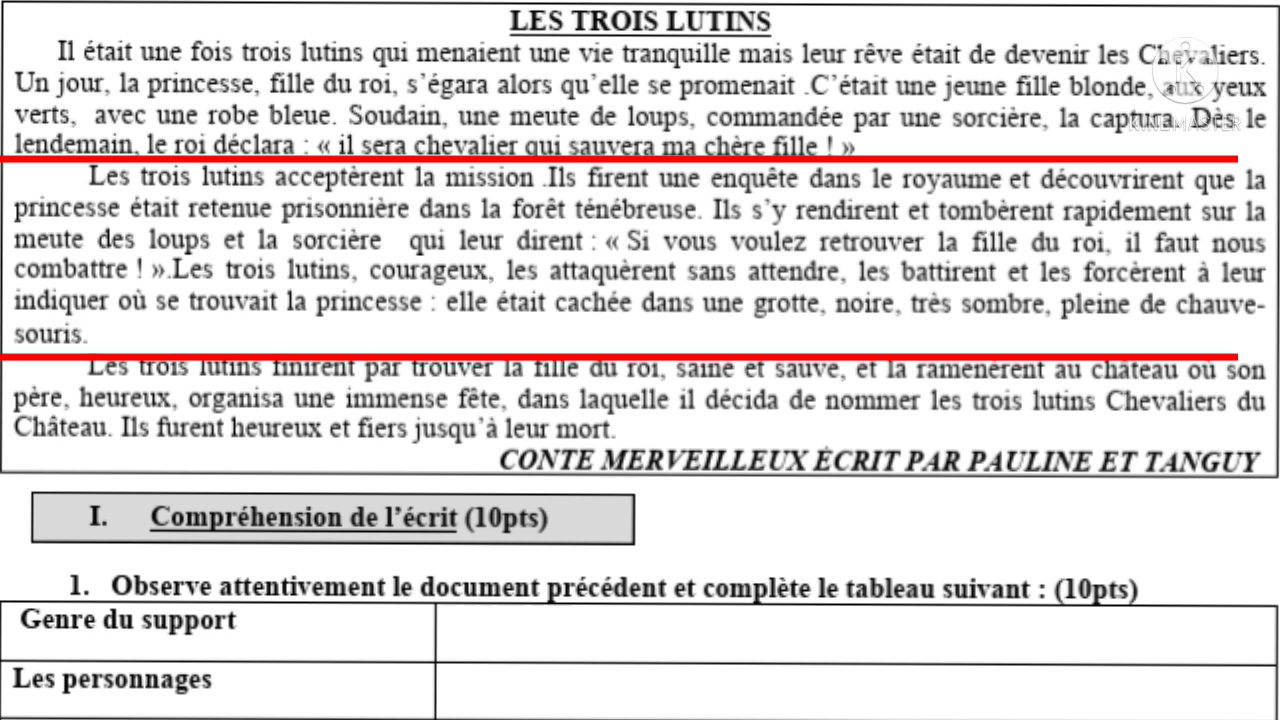 LES TROIS LUTINS
Il était une fois trois lutins qui menaient une vie tranquille mais leur rêve était de devenir les Chevaliers.
Un jour, la princesse, fille du roi, s’égara alors qu’elle se promenait .C’était une jeune fille blonde, aux yeux
verts, avec une robe bleue. Soudain, une meute de loups, commandée par une sorcière, la captura. Dès le
lendemain, le roi déclara : « il sera chevalier qui sauvera ma chère fille ! »
Les trois lutins acceptèrent la mission .Ils firent une enquête dans le royaume et découvrirent que la
princesse était retenue prisonnière dans la forêt ténébreuse. Ils s’y rendirent et tombèrent rapidement sur la
meute des loups et la sorcière qui leur dirent : « Si vous voulez retrouver la fille du roi, il faut nous
combattre ! ».Les trois lutins, courageux, les attaquèrent sans attendre, les battirent et les forcèrent à leur
indiquer où se trouvait la princesse : elle était cachée dans une grotte, noire, très sombre, pleine de chauve-
souris.
Les trois lutins finirent par trouver la fille du roi, saine et sauve, et la ramenèrent au château où son
père, heureux, organisa une immense fête, dans laquelle il décida de nommer les trois lutins Chevaliers du
Château. Ils furent heureux et fiers jusqu’à leur mort.
CONTE MERVEILLEUX ÉCRIT PAR PAULINE ET TANGUY
I. Compréhension de l’écrit (10pts)
1. Observe attentivement le document précédent et complète le tableau suivant : (10pts)
Genre du support
Les personnages
K
KINEMASTER